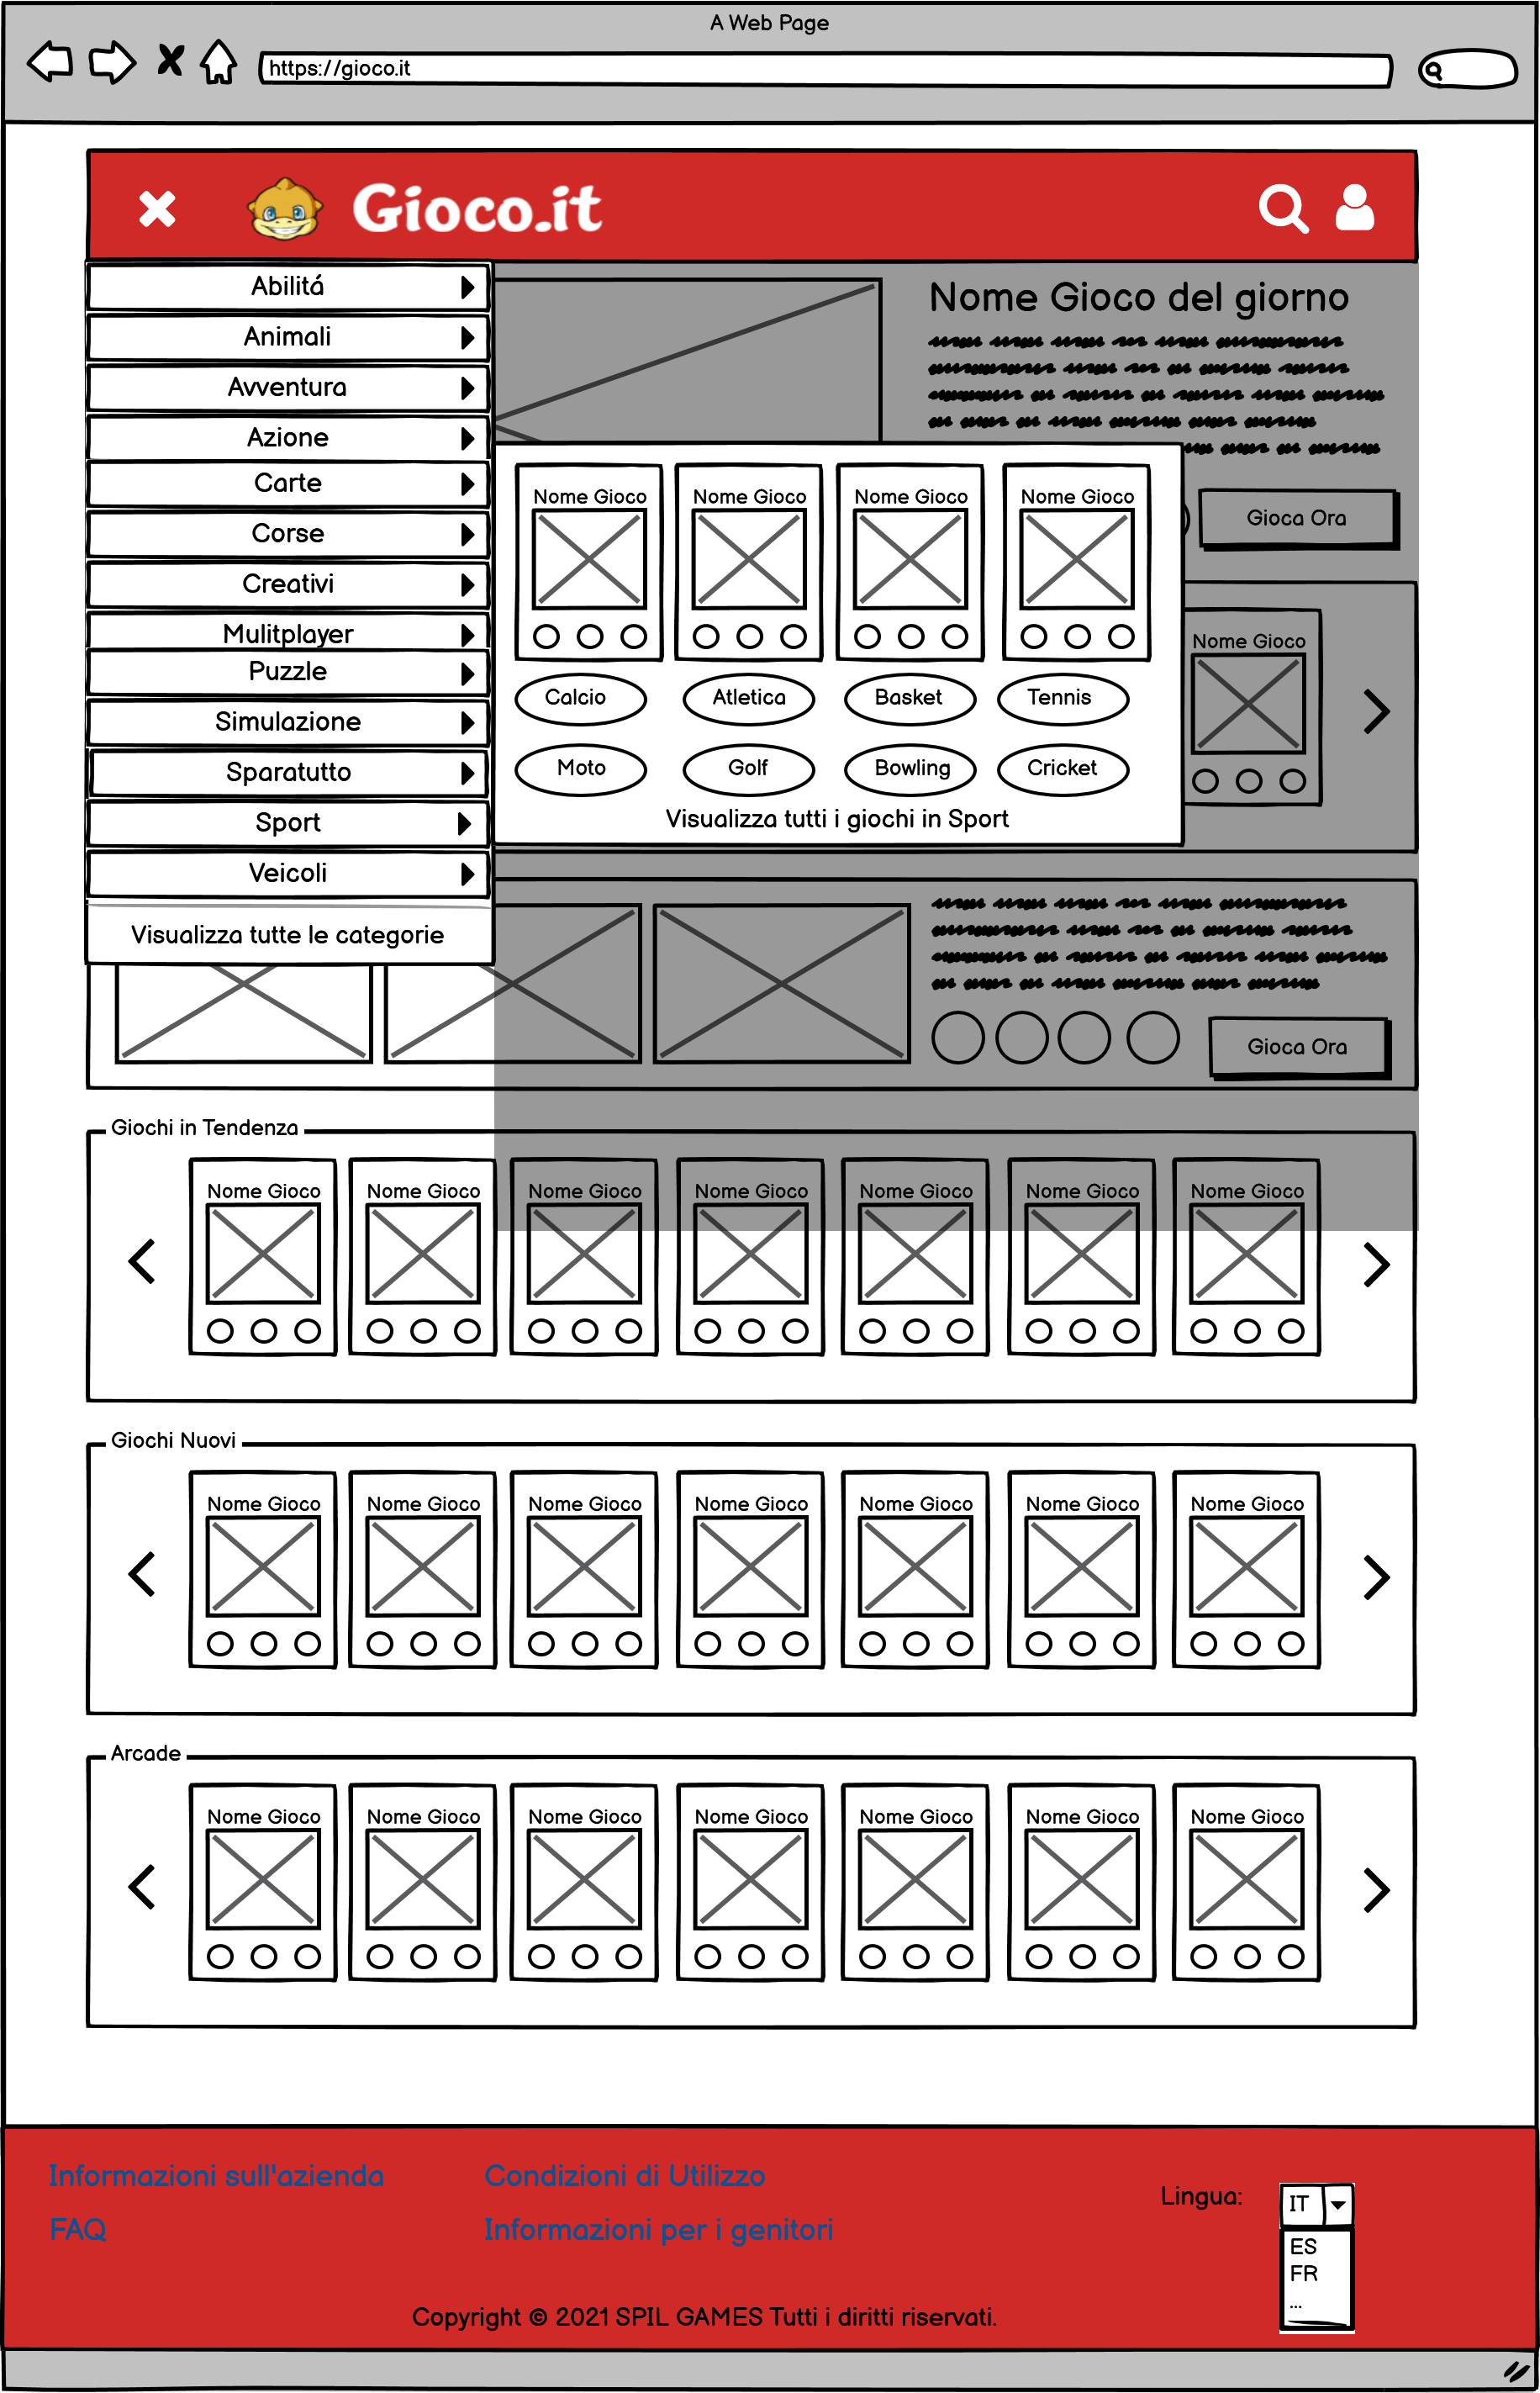 A Web Page
https://gioco.it
Gioco.it
Abilitá
Animali
Avventura
Azione
Carte
Corse
Creativi
Mulitplayer
Puzzle
Simulazione
Sparatutto
Sport
Veicoli
Visualizza tutte le categorie
Nome Gioco del giorno
Gioca Ora
Nome Gioco Nome Gioco Nome Gioco Nome Gioco
Calcio Atletica Basket Tennis
Moto Golf Bowling Cricket
Visualizza tutti i giochi in Sport
Nome Gioco
Gioca Ora
Giochi in Tendenza
Nome Gioco Nome Gioco Nome Gioco Nome Gioco Nome Gioco Nome Gioco Nome Gioco
Giochi Nuovi
Nome Gioco Nome Gioco Nome Gioco Nome Gioco Nome Gioco Nome Gioco Nome Gioco
Arcade
Nome Gioco Nome Gioco Nome Gioco Nome Gioco Nome Gioco Nome Gioco Nome Gioco
Informazioni sull'azienda Condizioni di Utilizzo
FAQ Informazioni per i genitori
Lingua: IT
ES
FR
...
Copyright © 2021 SPIL GAMES Tutti i diritti riservati.